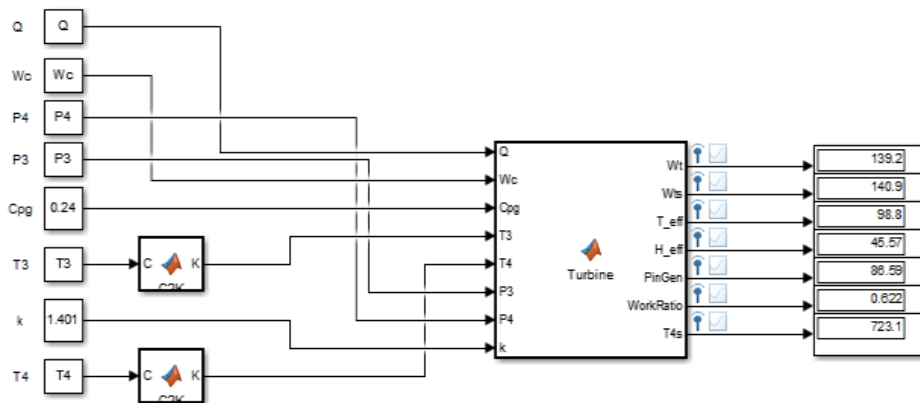 Q Q
Wc Wc
P4 P4
P3 P3
Cpg 0.24
T3 T3 C K
k 1.401
T4 T4 C K
Q
Wc
Cpg
T3
T4
P3
P4
k
Turbine
Wt 139.2
Wts 140.9
T_eff 98.8
H_eff 45.57
PinGen 86.59
WorkRatio 0.622
T4s 723.1